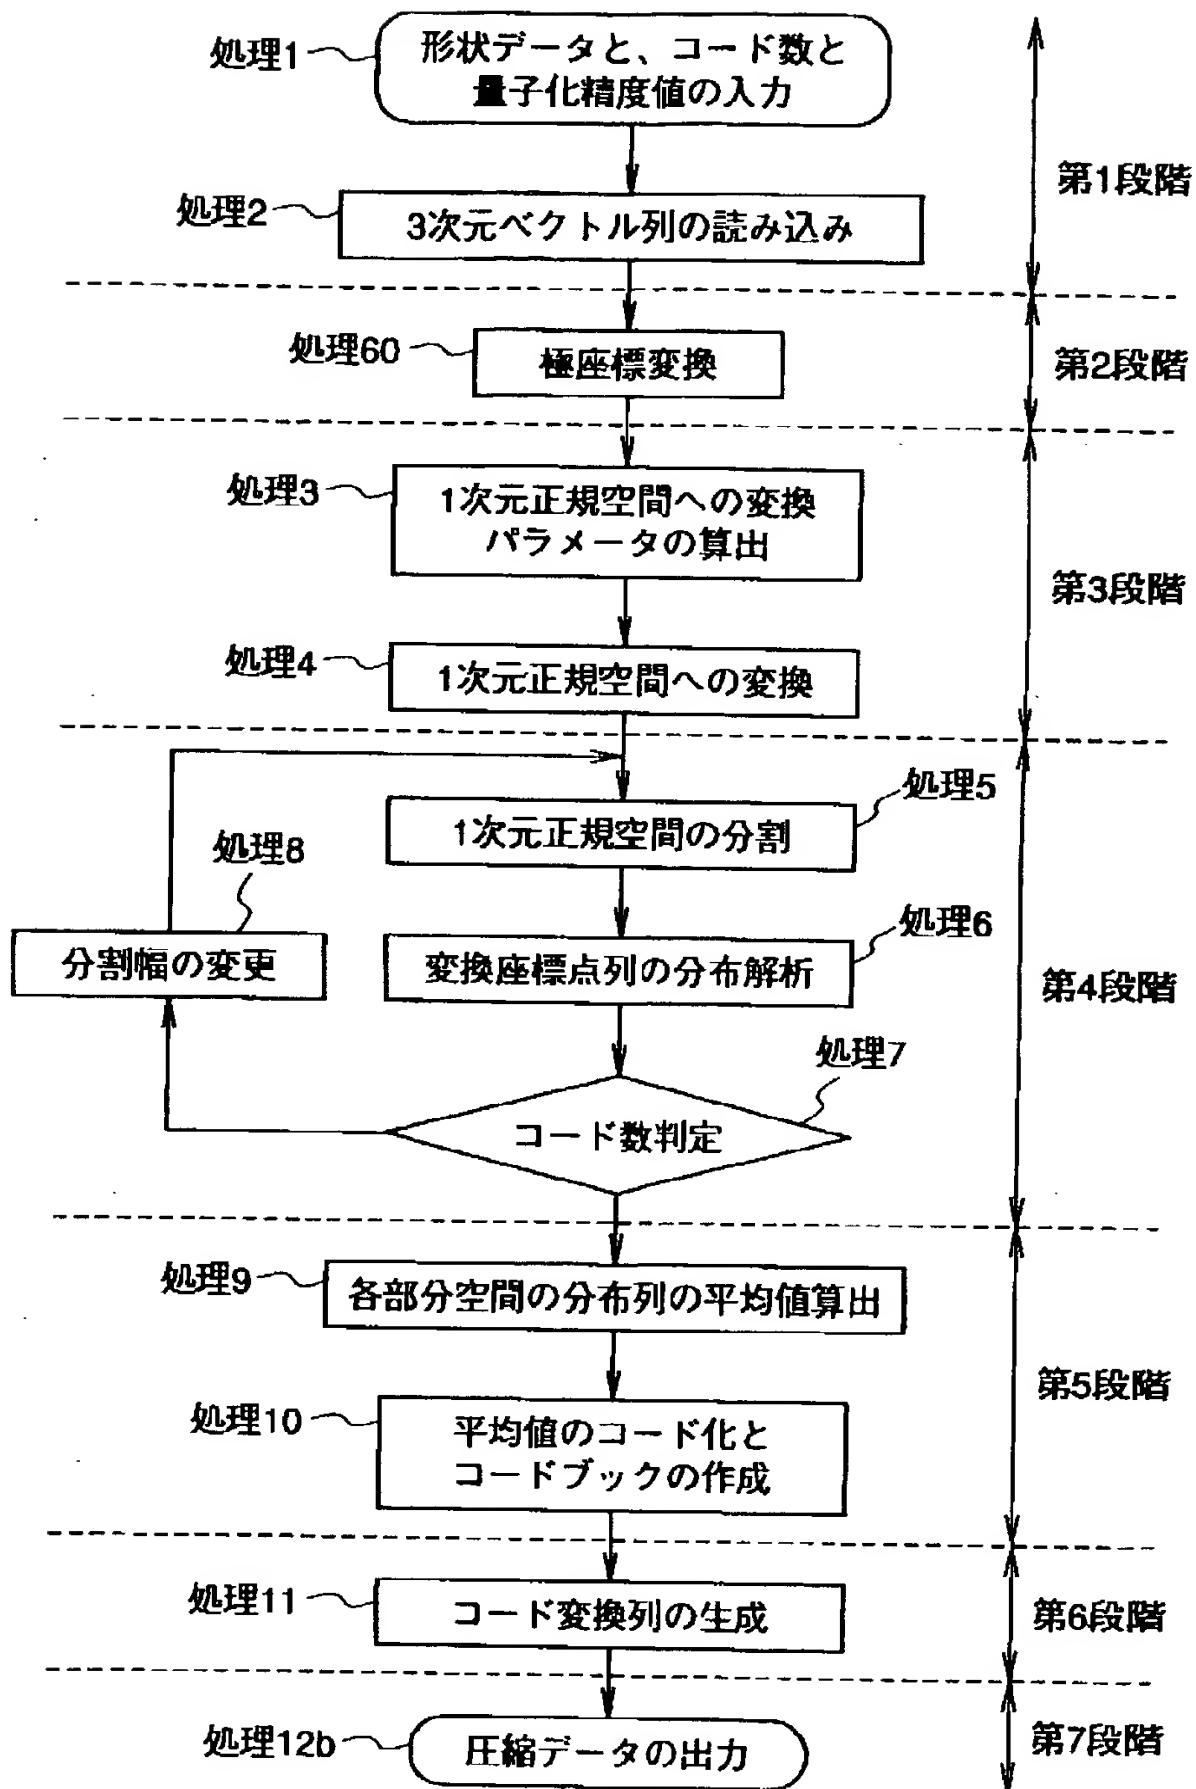 処理1
形状データと、コード数と
量子化精度値の入力
処理2
3次元ベクトル列の読み込み
第1段階
処理60
極座標変換
第2段階
処理3
1次元正規空間への変換
パラメータの算出
処理4
1次元正規空間への変換
第3段階
処理5
1次元正規空間の分割
処理8
分割幅の変更
処理6
変換座標点列の分布解析
処理7
コード数判定
第4段階
処理9
各部分空間の分布列の平均値算出
処理10
平均値のコード化と
コードブックの作成
第5段階
処理11
コード変換列の生成
第6段階
処理12b
圧縮データの出力
第7段階